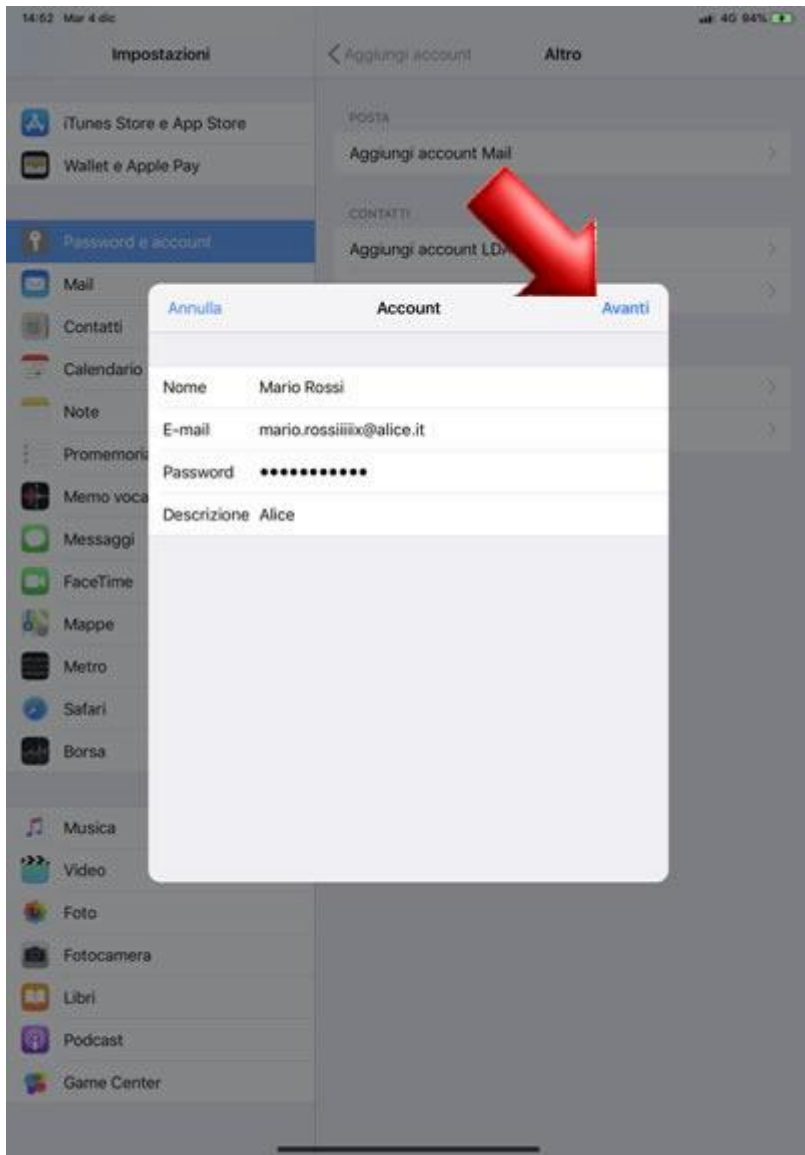 14:52 Mar 4 dic
4G 94%
Impostazioni
Aggiungi account
Altro
iTunes Store e App Store
Wallet e Apple Pay
Password e account
Mail
Contatti
Calendario
Note
Promemoria
Memo voca
Messaggi
FaceTime
Mappe
Metro
Safari
Borsa
Musica
Video
Foto
Fotocamera
Libri
Podcast
Game Center
POSTA
Aggiungi account Mail
CONTATTI
Aggiungi account LDA
Annulla
Account
Avanti
Nome Mario Rossi
E-mail mario.rossiiiiix@alice.it
Password •••••••••••
Descrizione Alice